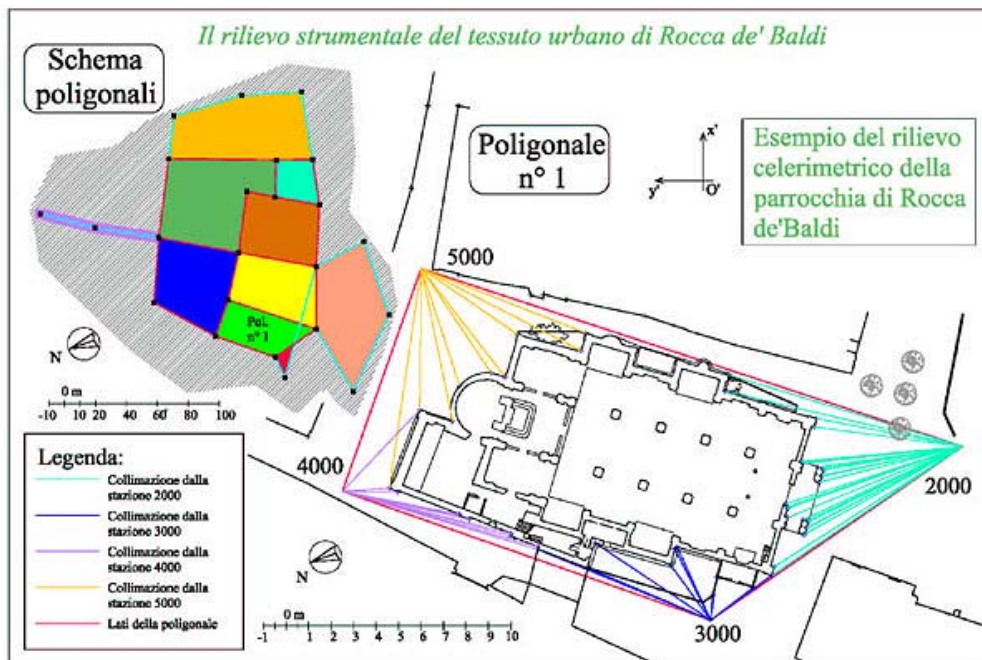 Il rilievo strumentale del tessuto urbano di Rocca de' Baldi
Schema
poligonali
Poligonale
n° 1
x'
y'
O'
Esempio del rilievo
celerimetrico della
parrocchia di Rocca
de'Baldi
5000
Pol.
n° 1
N
0 m
-10 20 60 100
Legenda:
Collimazione dalla
stazione 2000
Collimazione dalla
stazione 3000
Collimazione dalla
stazione 4000
Collimazione dalla
stazione 5000
Lati della poligonale
4000
2000
N
0 m
-1 1 2 3 4 5 6 7 8 9 10
3000